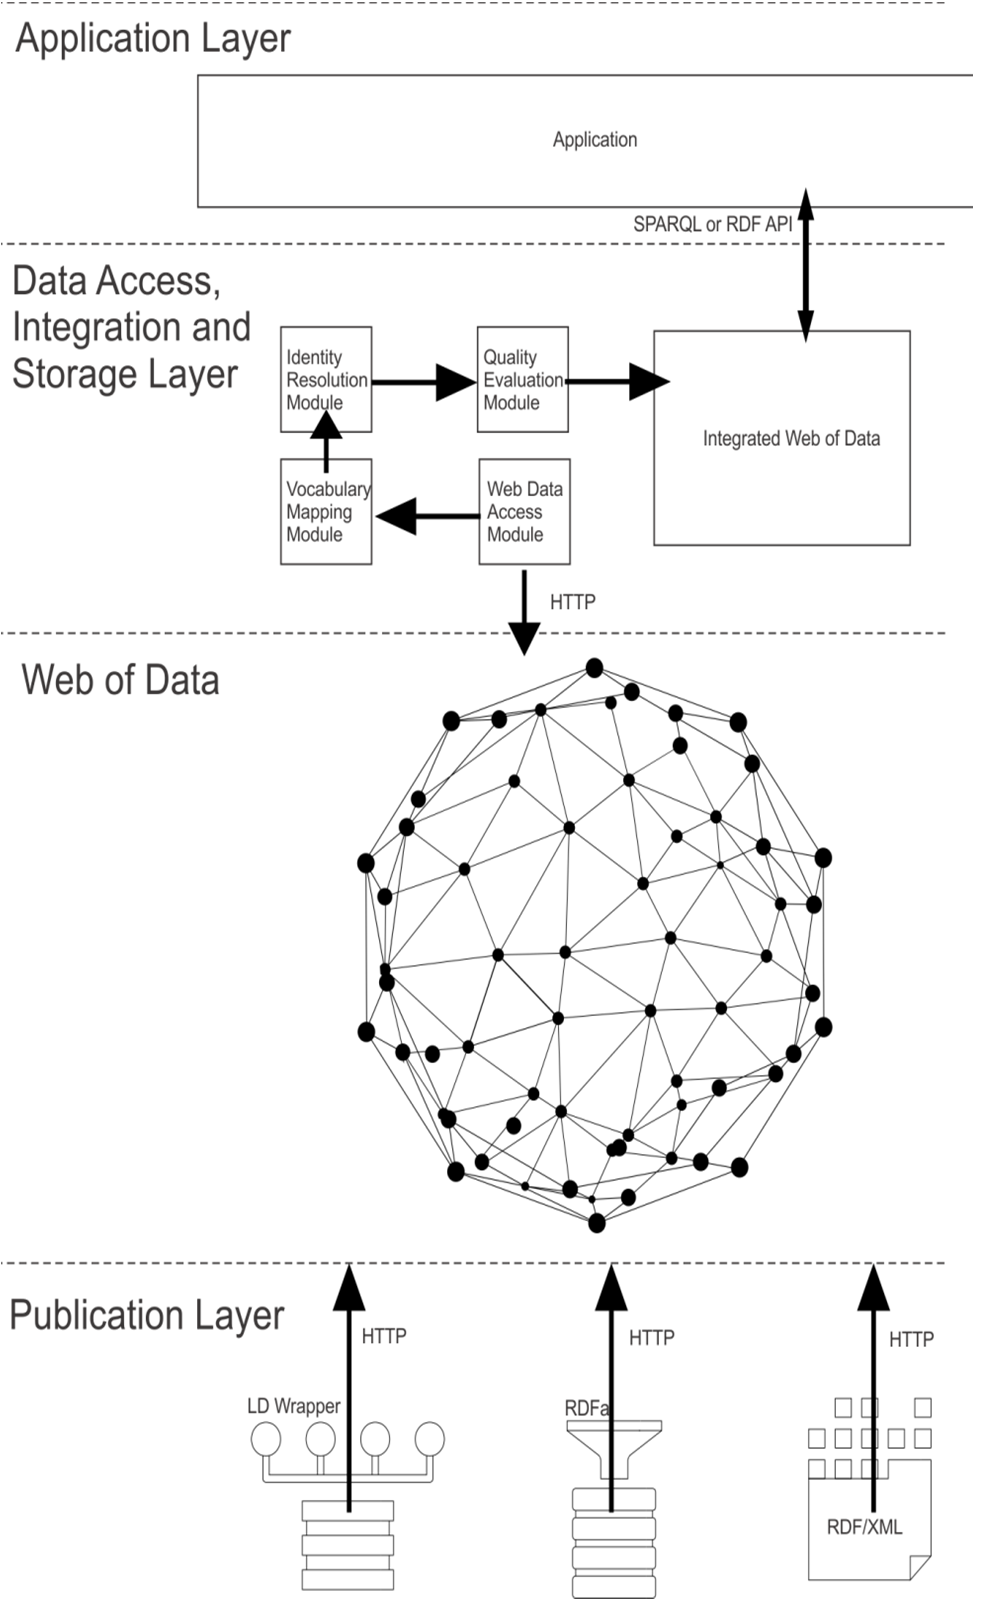 Application Layer
Application
SPARQL or RDF API
Data Access,
Integration and
Storage Layer
Identity
Resolution
Module
Quality
Evaluation
Module
Integrated Web of Data
Vocabulary
Mapping
Module
Web Data
Access
Module
HTTP
Web of Data
Publication Layer
HTTP
HTTP
HTTP
LD Wrapper
RDFa
RDF/XML